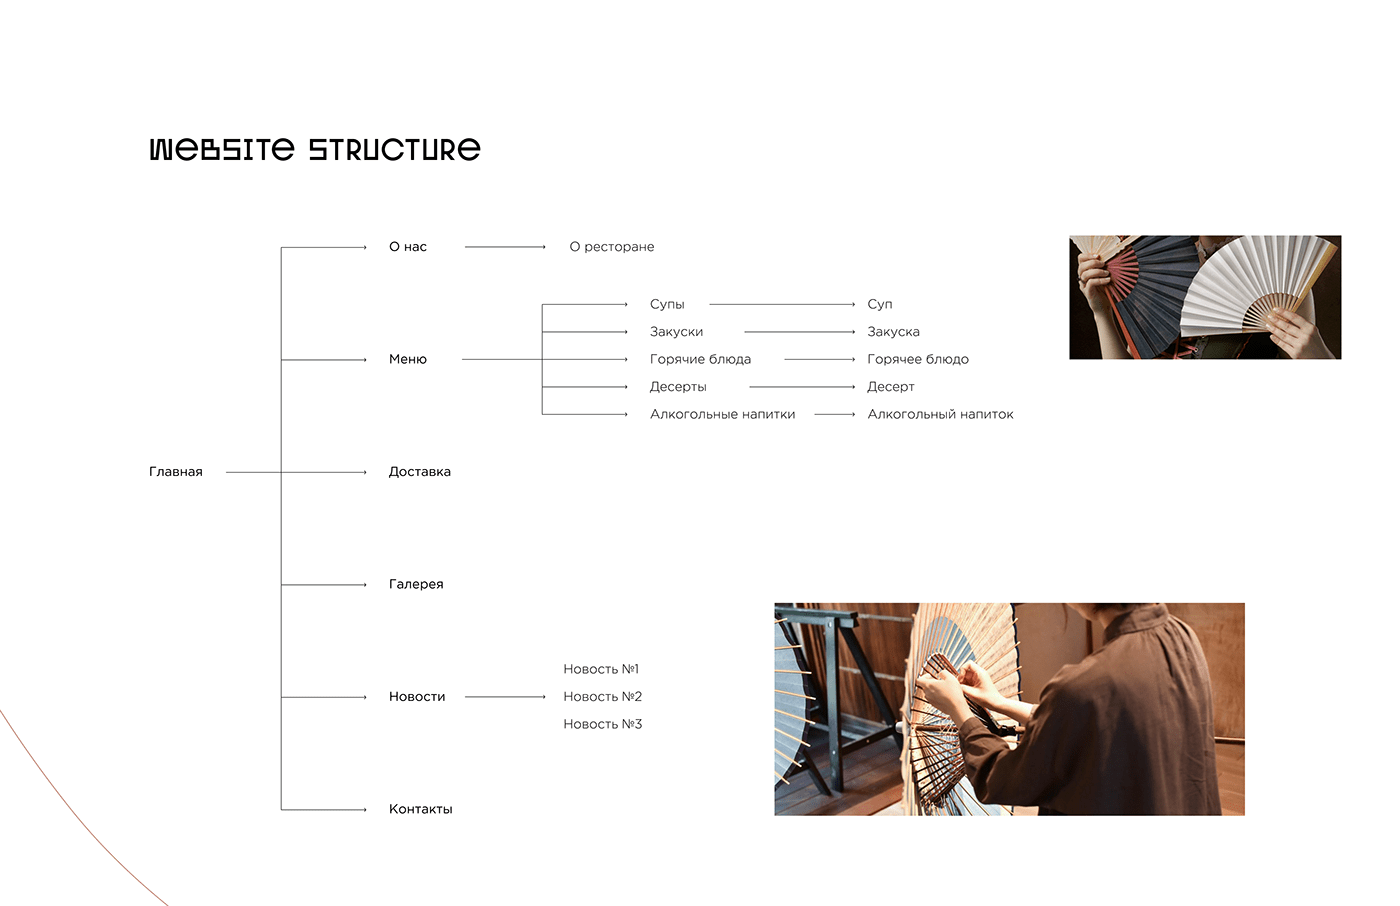 WEBSITE STRUCTURE
О нас
О ресторане
Супы
Суп
Закуски
Закуска
Меню
Горячие блюда
Горячее блюдо
Десерты
Десерт
Алкогольные напитки
Алкогольный напиток
Главная
Доставка
Галерея
Новость №1
Новости
Новость №2
Новость №3
Контакты